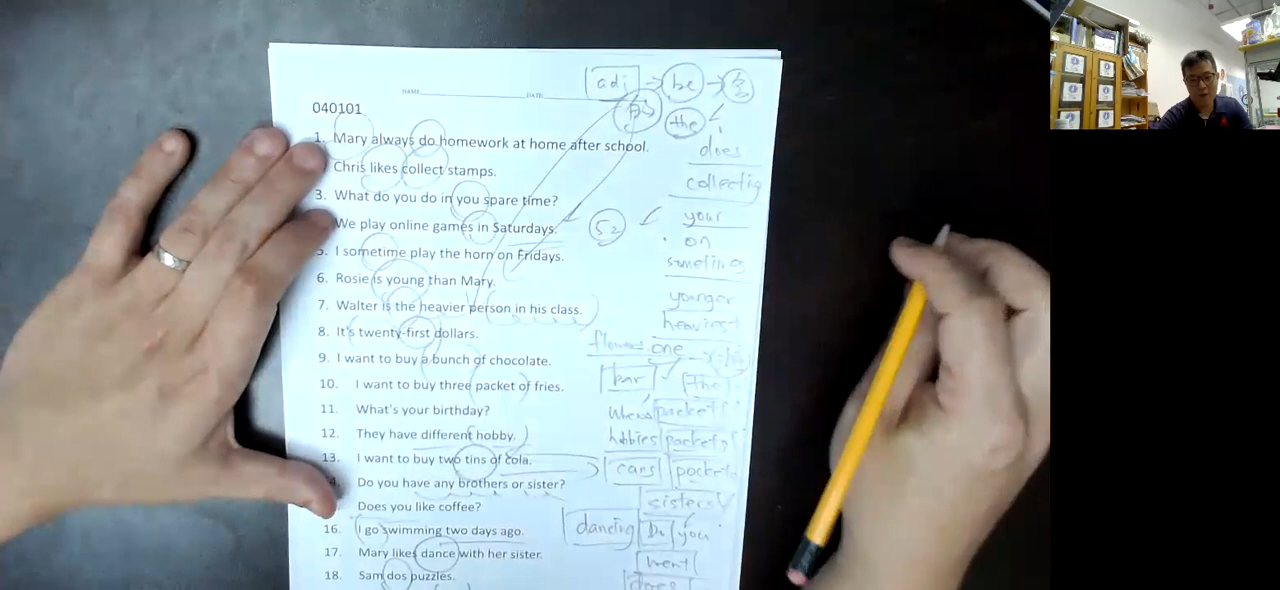 adj be
NAME DATE
ps the
040101
1. Mary always do homework at home after school.
does
Chris likes collect stamps.
collecting
3. What do you do in you spare time?
your
We play online games in Saturdays.
52
on
5. I sometime play the horn on Fridays.
sometimes
6. Rosie is young than Mary.
younger
7. Walter is the heavier person in his class.
heaviest
8. It's twenty-first dollars.
flowers one
9. I want to buy a bunch of chocolate.
bar the
10. I want to buy three packet of fries.
11. What's your birthday?
When's packets
12. They have different hobby.
hobbies packets
13. I want to buy two tins of cola.
cans
Do you have any brothers or sister?
sisters
Does you like coffee?
16. I go swimming two days ago.
dancing Do you
17. Mary likes dance with her sister.
went
18. Sam dos puzzles.
does